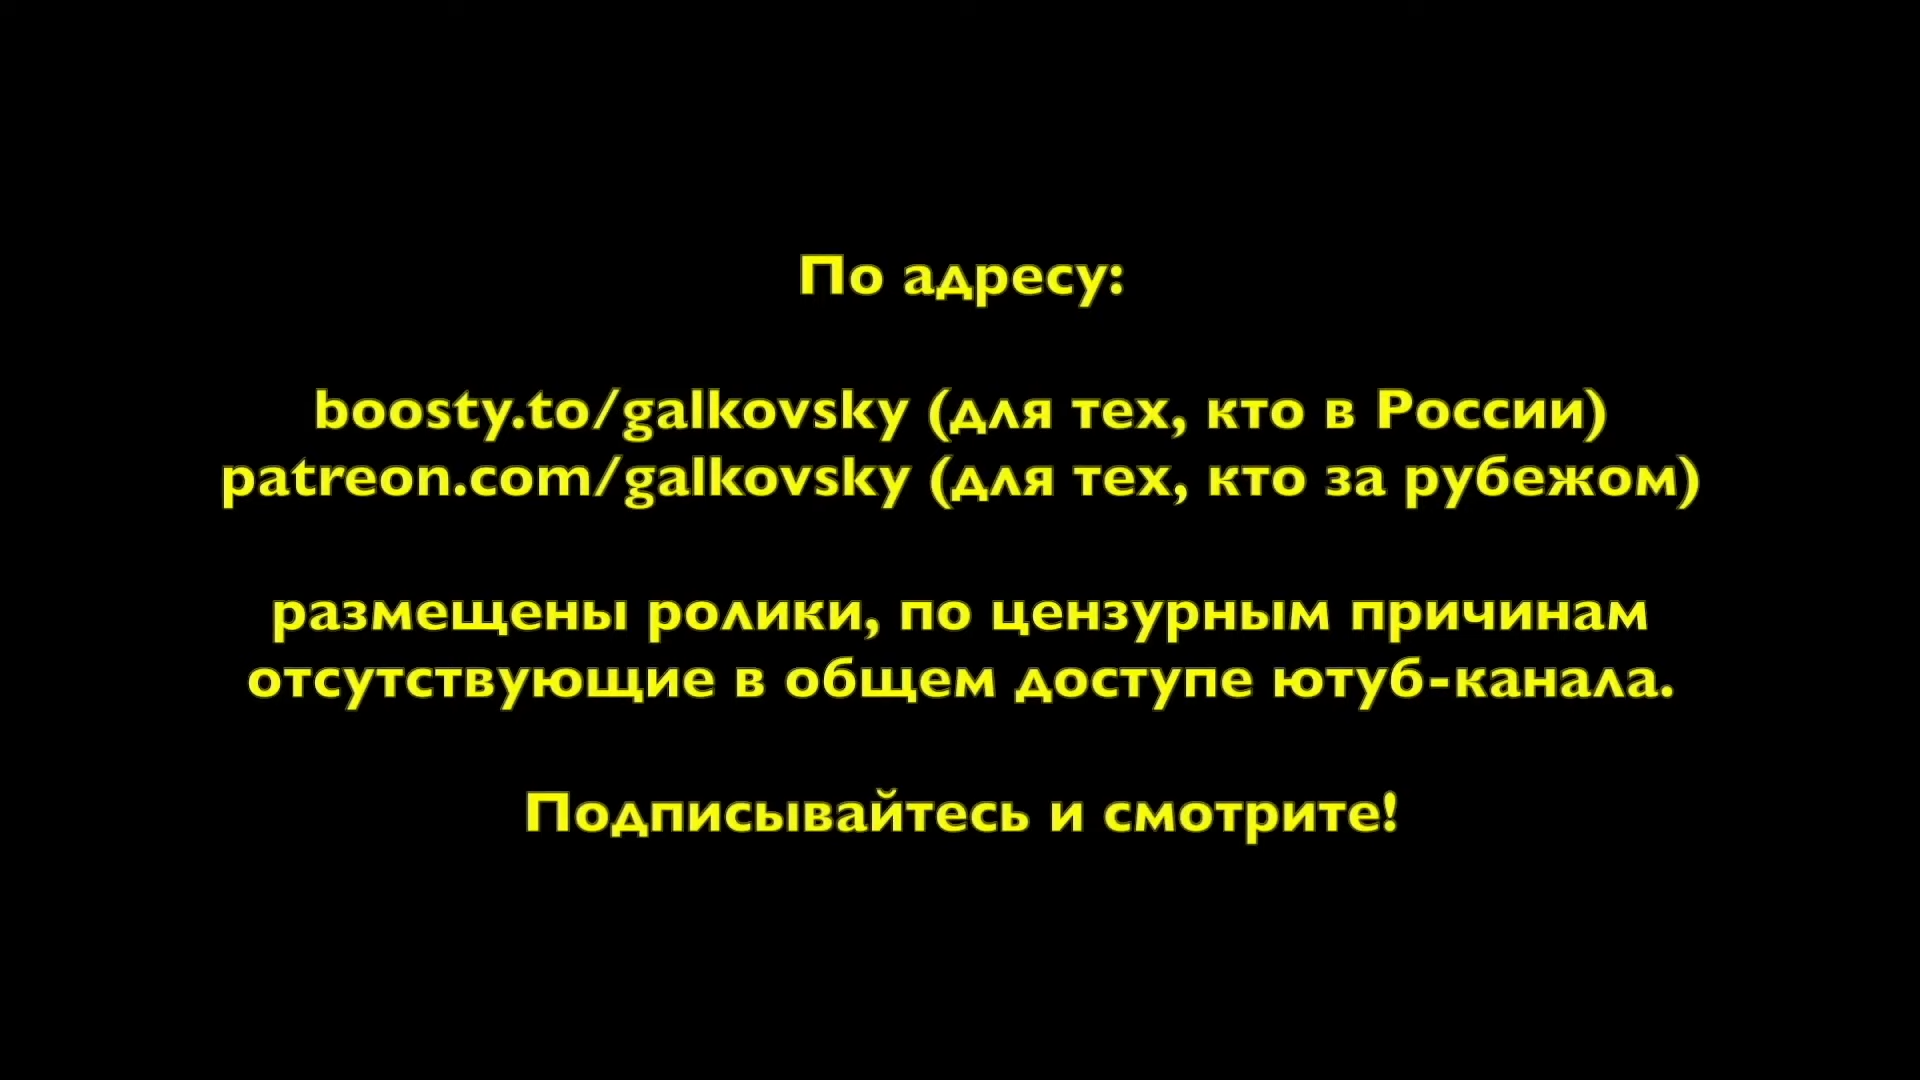 По адресу:
boosty.to/galkovsky (для тех, кто в России)
patreon.com/galkovsky (для тех, кто за рубежом)
размещены ролики, по цензурным причинам
отсутствующие в общем доступе ютуб-канала.
Подписывайтесь и смотрите!